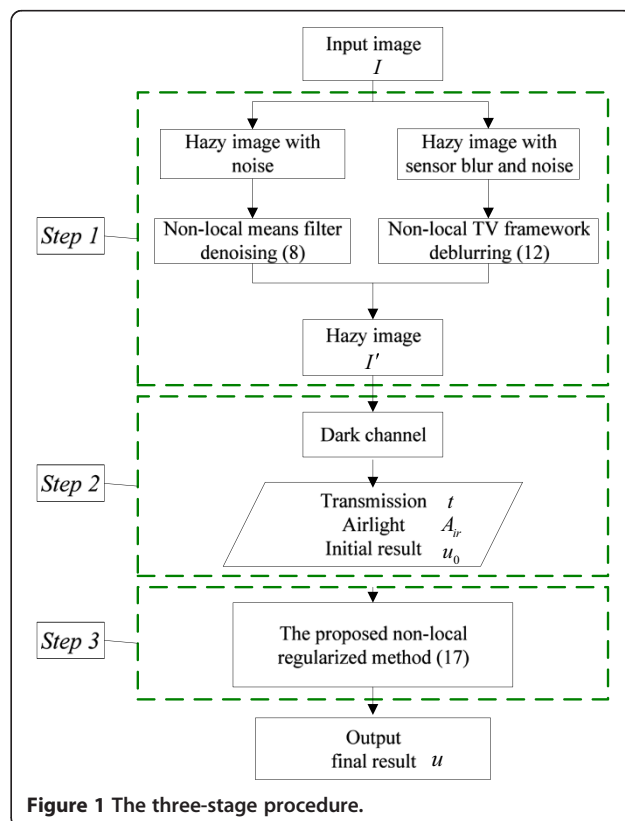 Input image
I
Hazy image with
noise
Hazy image with
sensor blur and noise
Step 1
Non-local means filter
denoising (8)
Non-local TV framework
deblurring (12)
Hazy image
I′
Dark channel
Step 2
Transmission t
Airlight A_ir
Initial result u_0
Step 3
The proposed non-local
regularized method (17)
Output
final result u
Figure 1 The three-stage procedure.